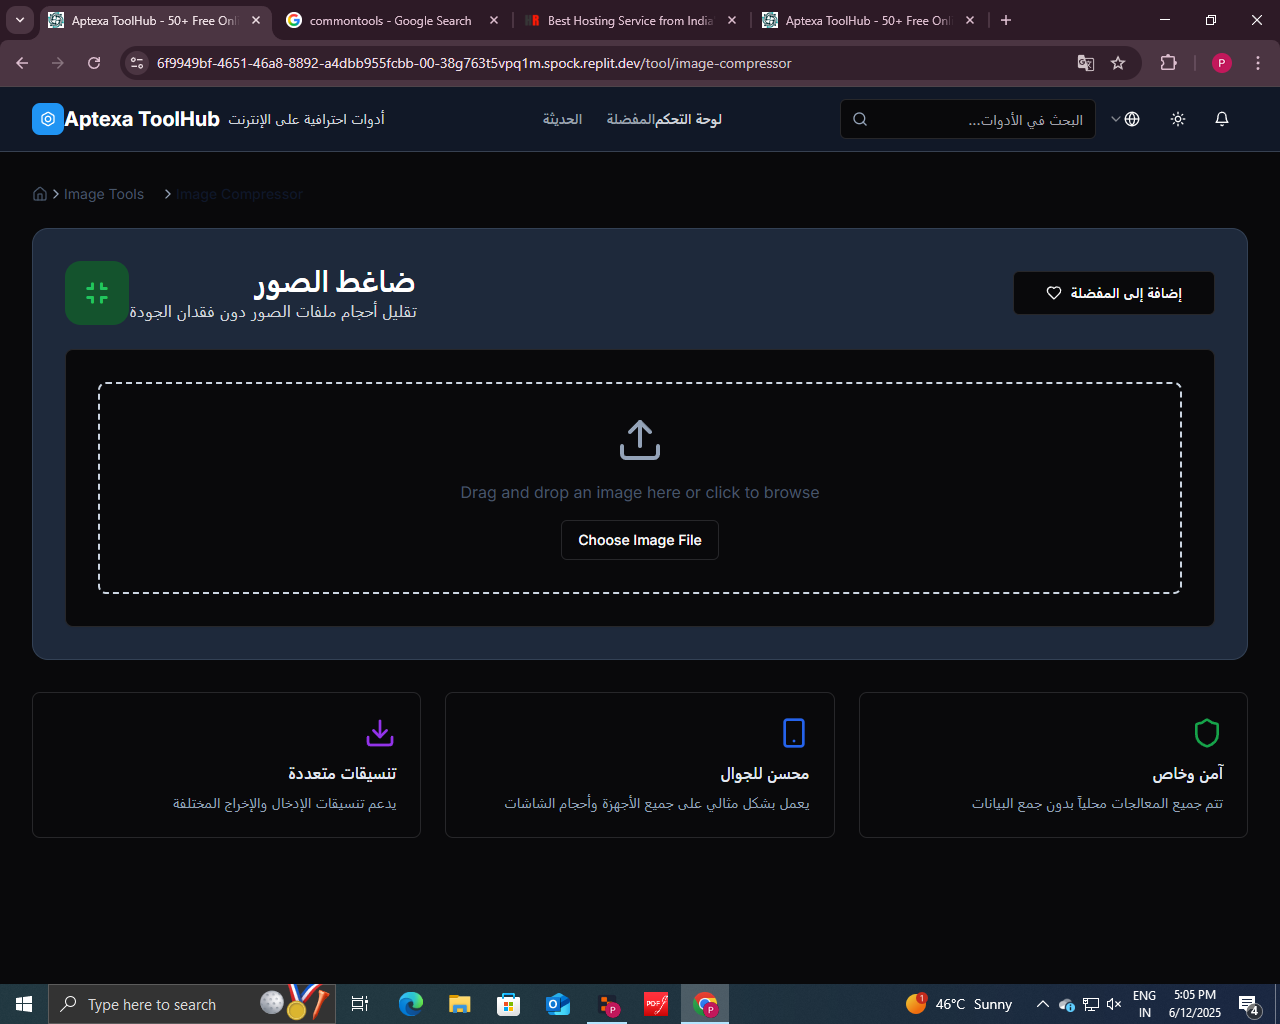 Aptexa ToolHub - 50+ Free Onl
commontools - Google Search
Best Hosting Service from India
Aptexa ToolHub - 50+ Free Onl
6f9949bf-4651-46a8-8892-a4dbb955fcbb-00-38g763t5vpq1m.spock.replit.dev/tool/image-compressor
P
Aptexa ToolHub
أدوات احترافية على الإنترنت
لوحة التحكم
المفضلة
الحديثة
البحث في الأدوات...
Image Tools
Image Compressor
ضاغط الصور
تقليل أحجام ملفات الصور دون فقدان الجودة
إضافة إلى المفضلة
Drag and drop an image here or click to browse
Choose Image File
آمن وخاص
تتم جميع المعالجات محلياً بدون جمع البيانات
محسن للجوال
يعمل بشكل مثالي على جميع الأجهزة وأحجام الشاشات
تنسيقات متعددة
يدعم تنسيقات الإدخال والإخراج المختلفة
Type here to search
PDF
P
P
1
46°C Sunny
ENG
IN
5:05 PM
6/12/2025
4